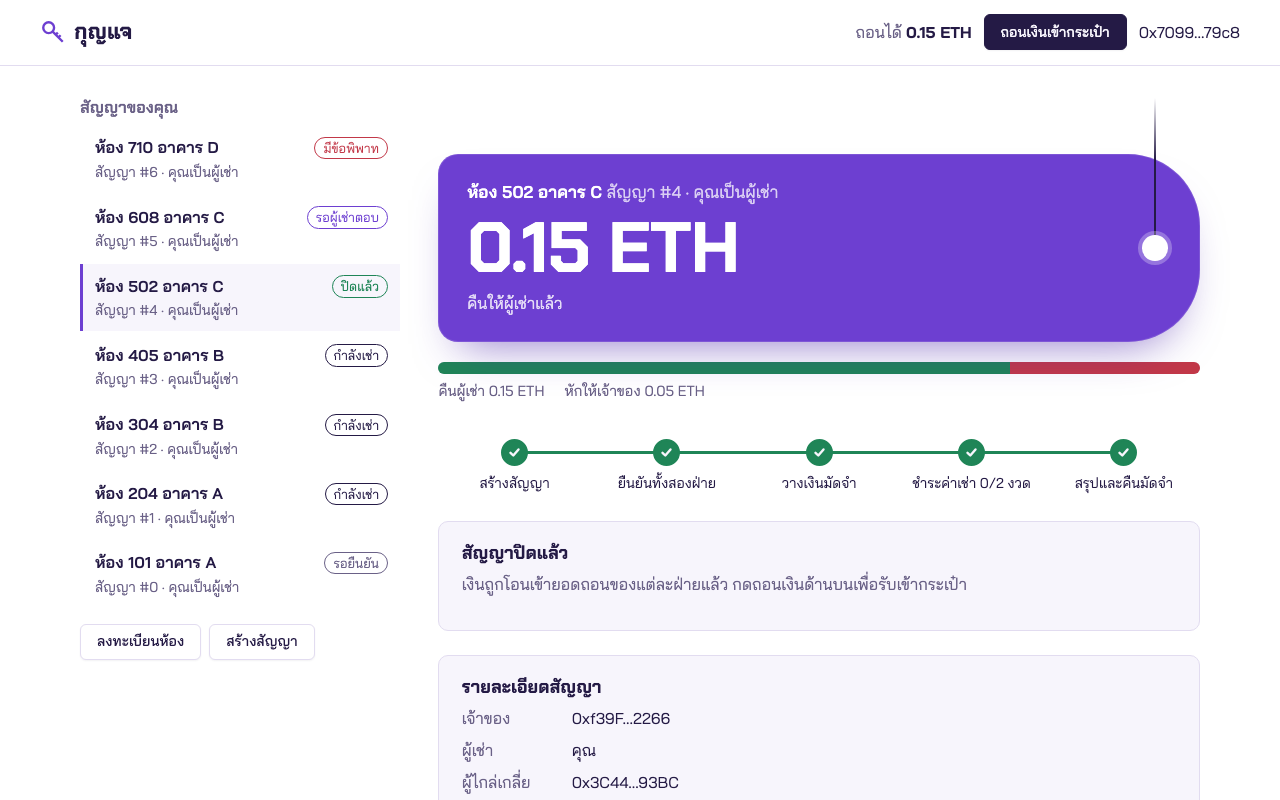 กุญแจ
ถอนได้ 0.15 ETH
ถอนเงินเข้ากระเป๋า
0x7099…79c8
สัญญาของคุณ
ห้อง 710 อาคาร D
มีข้อพิพาท
สัญญา #6 · คุณเป็นผู้เช่า
ห้อง 608 อาคาร C
รอผู้เช่าตอบ
สัญญา #5 · คุณเป็นผู้เช่า
ห้อง 502 อาคาร C
ปิดแล้ว
สัญญา #4 · คุณเป็นผู้เช่า
ห้อง 405 อาคาร B
กำลังเช่า
สัญญา #3 · คุณเป็นผู้เช่า
ห้อง 304 อาคาร B
กำลังเช่า
สัญญา #2 · คุณเป็นผู้เช่า
ห้อง 204 อาคาร A
กำลังเช่า
สัญญา #1 · คุณเป็นผู้เช่า
ห้อง 101 อาคาร A
รอยืนยัน
สัญญา #0 · คุณเป็นผู้เช่า
ลงทะเบียนห้อง
สร้างสัญญา
ห้อง 502 อาคาร C สัญญา #4 · คุณเป็นผู้เช่า
0.15 ETH
คืนให้ผู้เช่าแล้ว
คืนผู้เช่า 0.15 ETH
หักให้เจ้าของ 0.05 ETH
สร้างสัญญา
ยืนยันทั้งสองฝ่าย
วางเงินมัดจำ
ชำระค่าเช่า 0/2 งวด
สรุปและคืนมัดจำ
สัญญาปิดแล้ว
เงินถูกโอนเข้ายอดถอนของแต่ละฝ่ายแล้ว กดถอนเงินด้านบนเพื่อรับเข้ากระเป๋า
รายละเอียดสัญญา
เจ้าของ
0xf39F…2266
ผู้เช่า
คุณ
ผู้ไกล่เกลี่ย
0x3C44…93BC